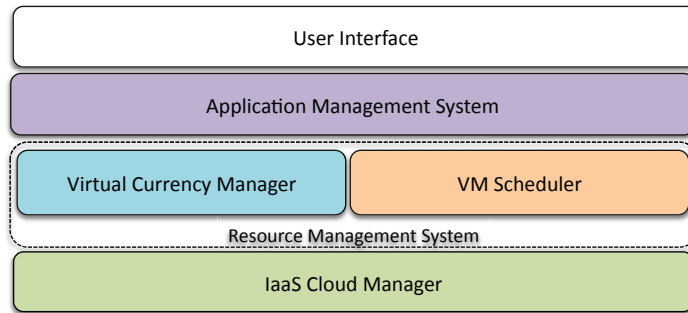 User Interface
Application Management System
Virtual Currency Manager
VM Scheduler
Resource Management System
IaaS Cloud Manager